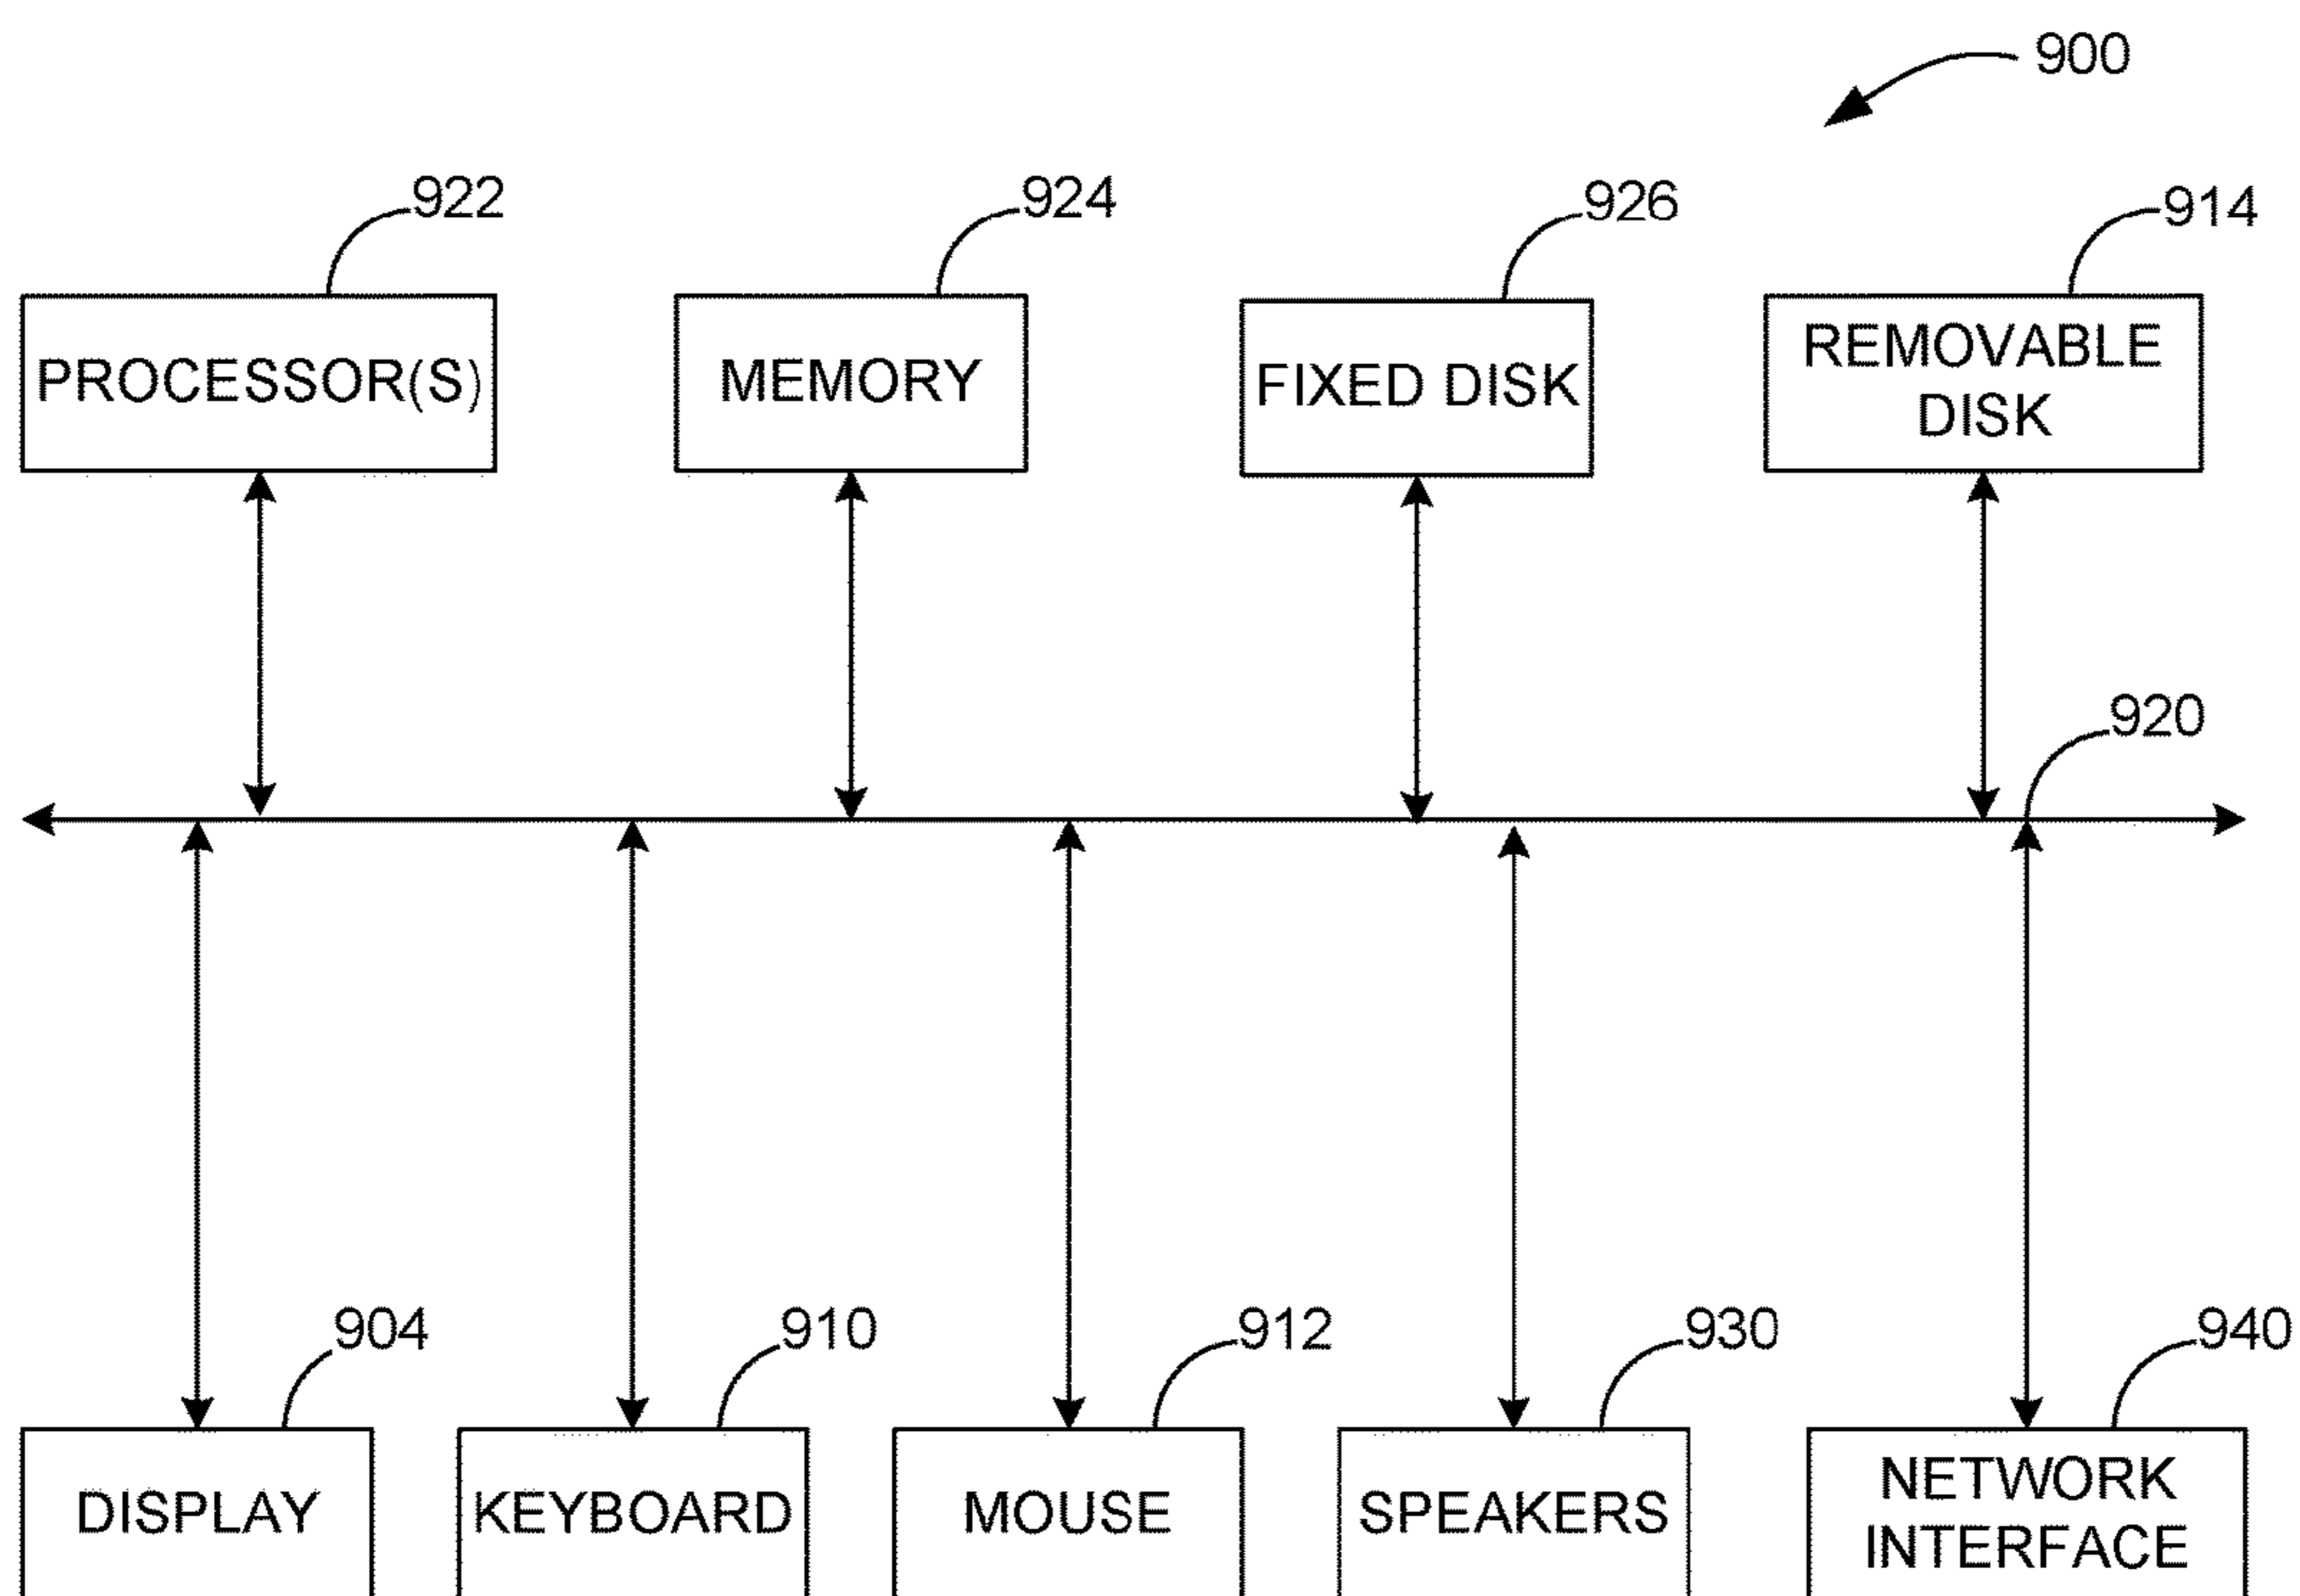 900
922
924
926
914
PROCESSOR(S)
MEMORY
FIXED DISK
REMOVABLE
DISK
920
904
910
912
930
940
DISPLAY
KEYBOARD
MOUSE
SPEAKERS
NETWORK
INTERFACE